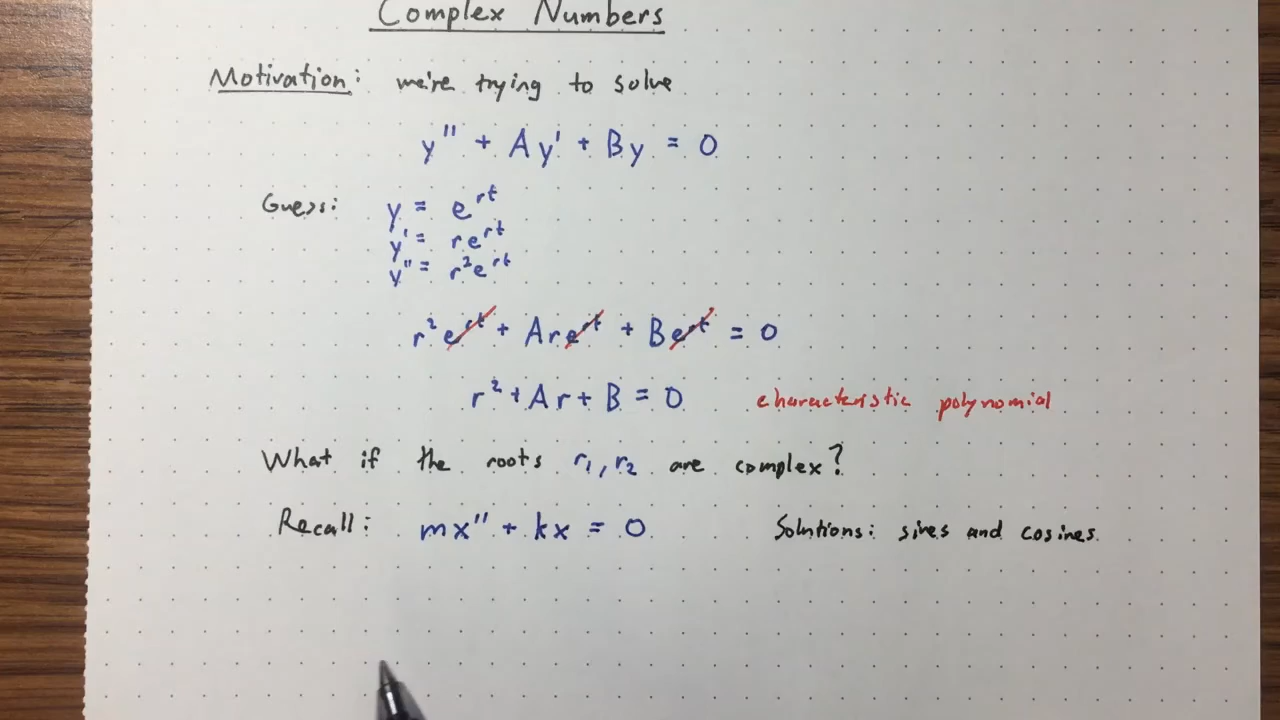 Complex Numbers
Motivation: we're trying to solve
y'' + Ay' + By = 0
Guess: y = e^{rt}
y' = re^{rt}
y'' = r²e^{rt}
r²e^{rt} + Are^{rt} + Be^{rt} = 0
r² + Ar + B = 0 characteristic polynomial
What if the roots r₁, r₂ are complex?
Recall: mx'' + kx = 0 Solutions: sines and cosines.